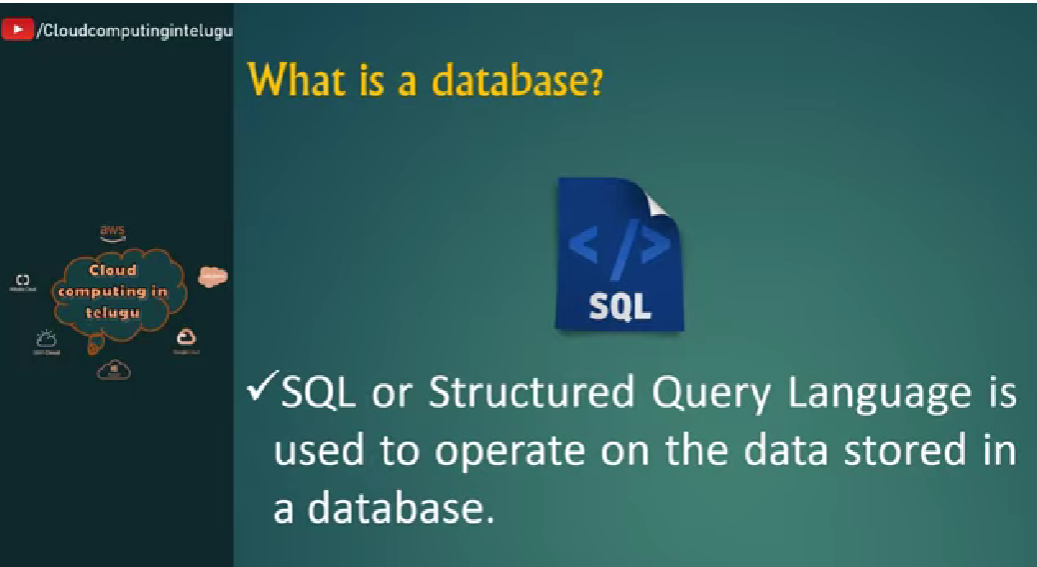 /Cloudcomputingintelugu
What is a database?
</>
SQL
aws
Cloud
computing in
telugu
✓SQL or Structured Query Language is
used to operate on the data stored in
a database.